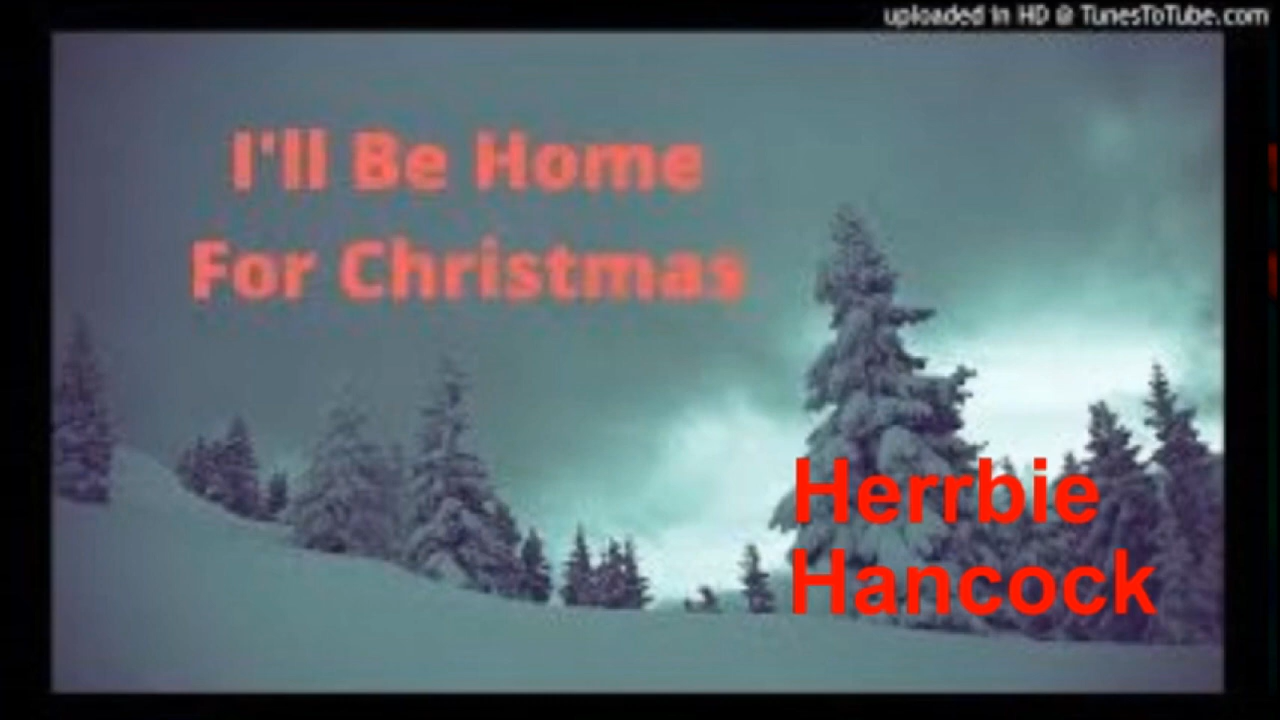 uploaded in HD @ TunesToTube.com
I'll Be Home
For Christmas
Herrbie
Hancock